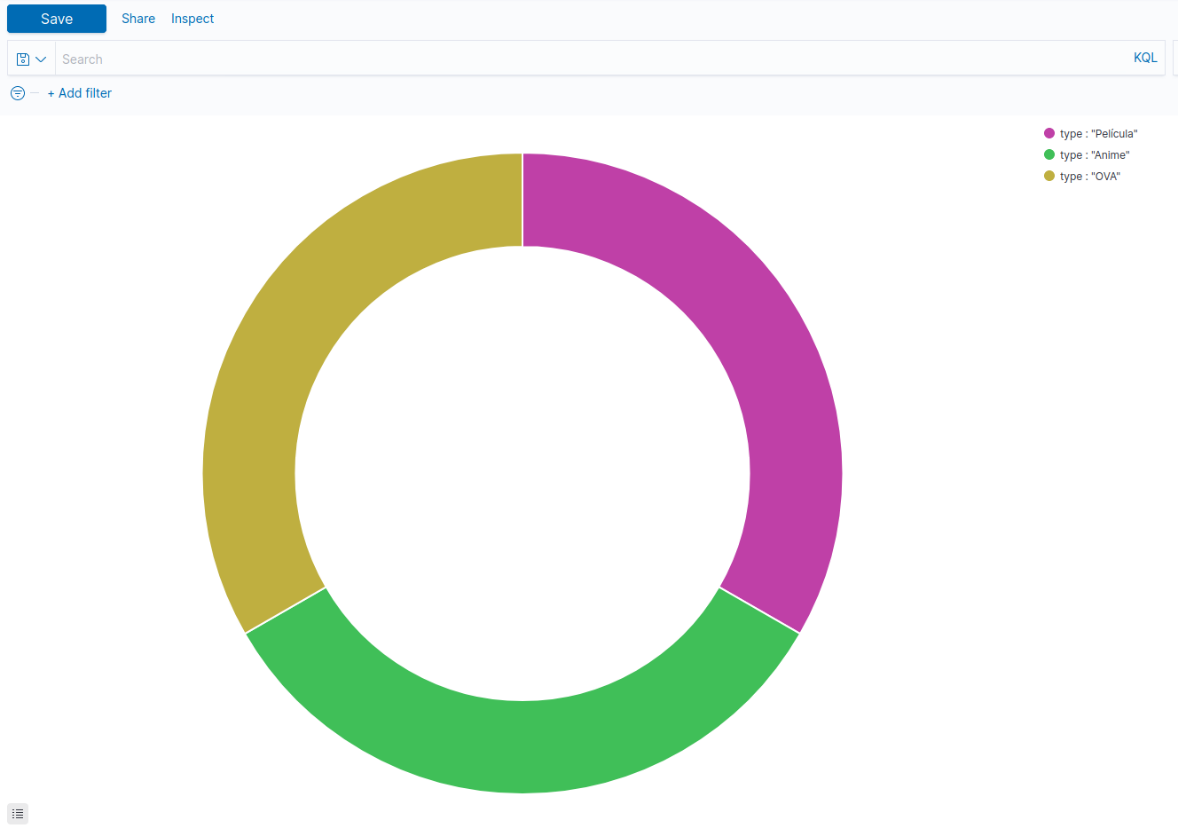 Save Share Inspect
Search KQL
+ Add filter
type : "Película"
type : "Anime"
type : "OVA"